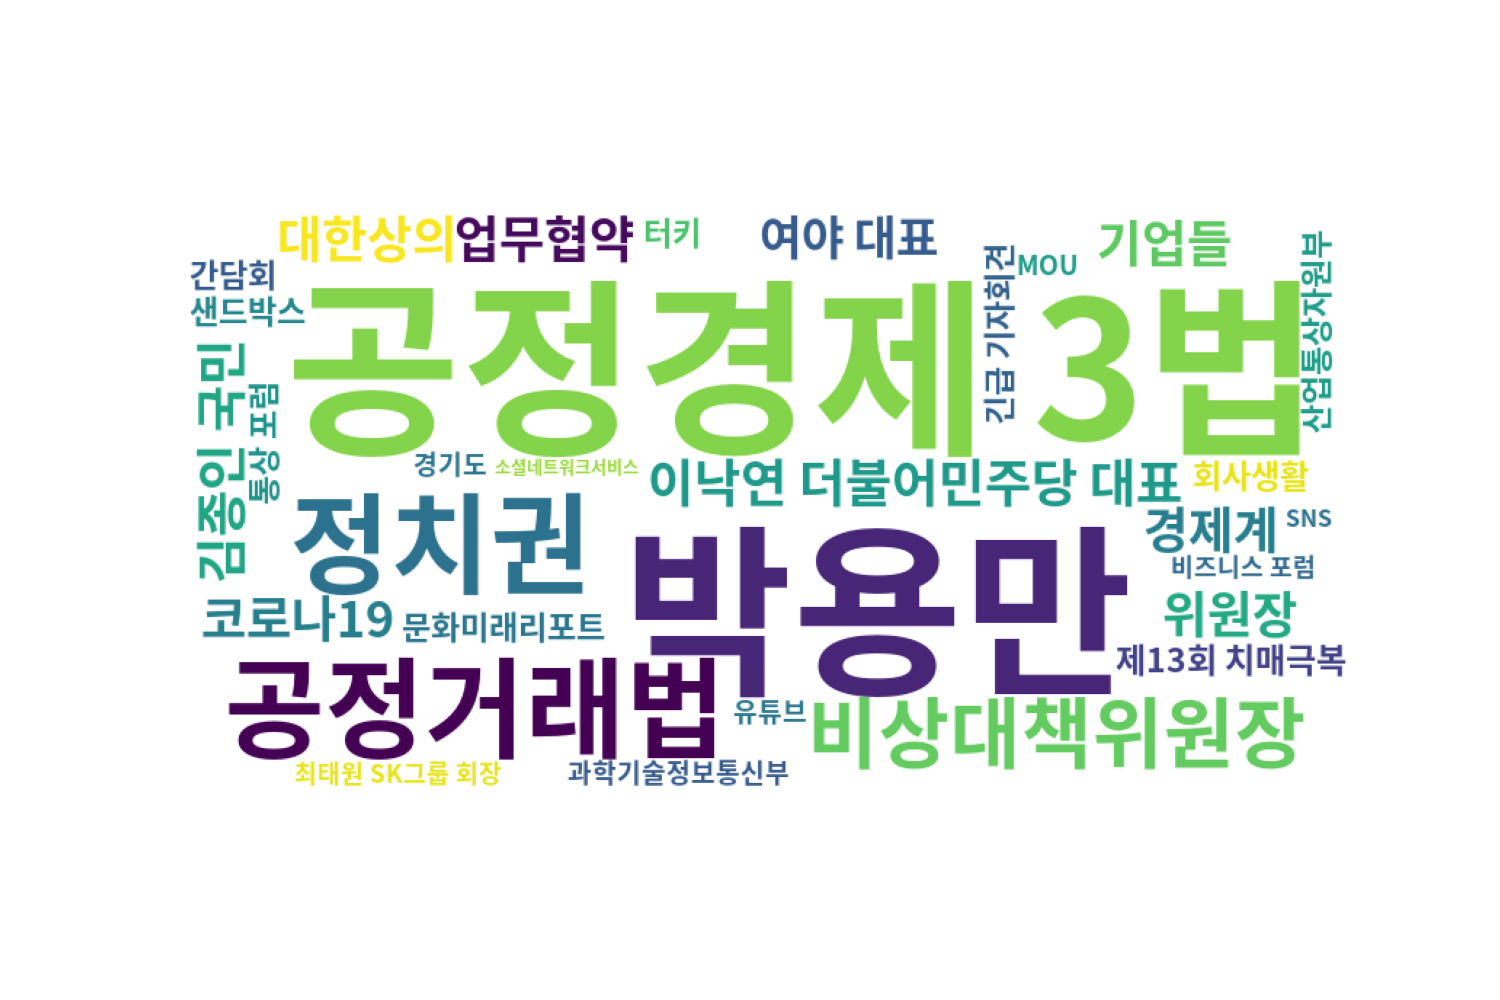 대한상의
업무협약
터키
여야 대표
기업들
간담회
샌드박스
공정경제 3법
긴급 기자회견
MOU
산업통상자원부
김종인 국민
통상 포럼
경기도
소셜네트워크서비스
이낙연 더불어민주당 대표
회사생활
정치권
박용만
경제계
SNS
비즈니스 포럼
코로나19
문화미래리포트
위원장
제13회 치매극복
공정거래법
유튜브
비상대책위원장
최태원 SK그룹 회장
과학기술정보통신부